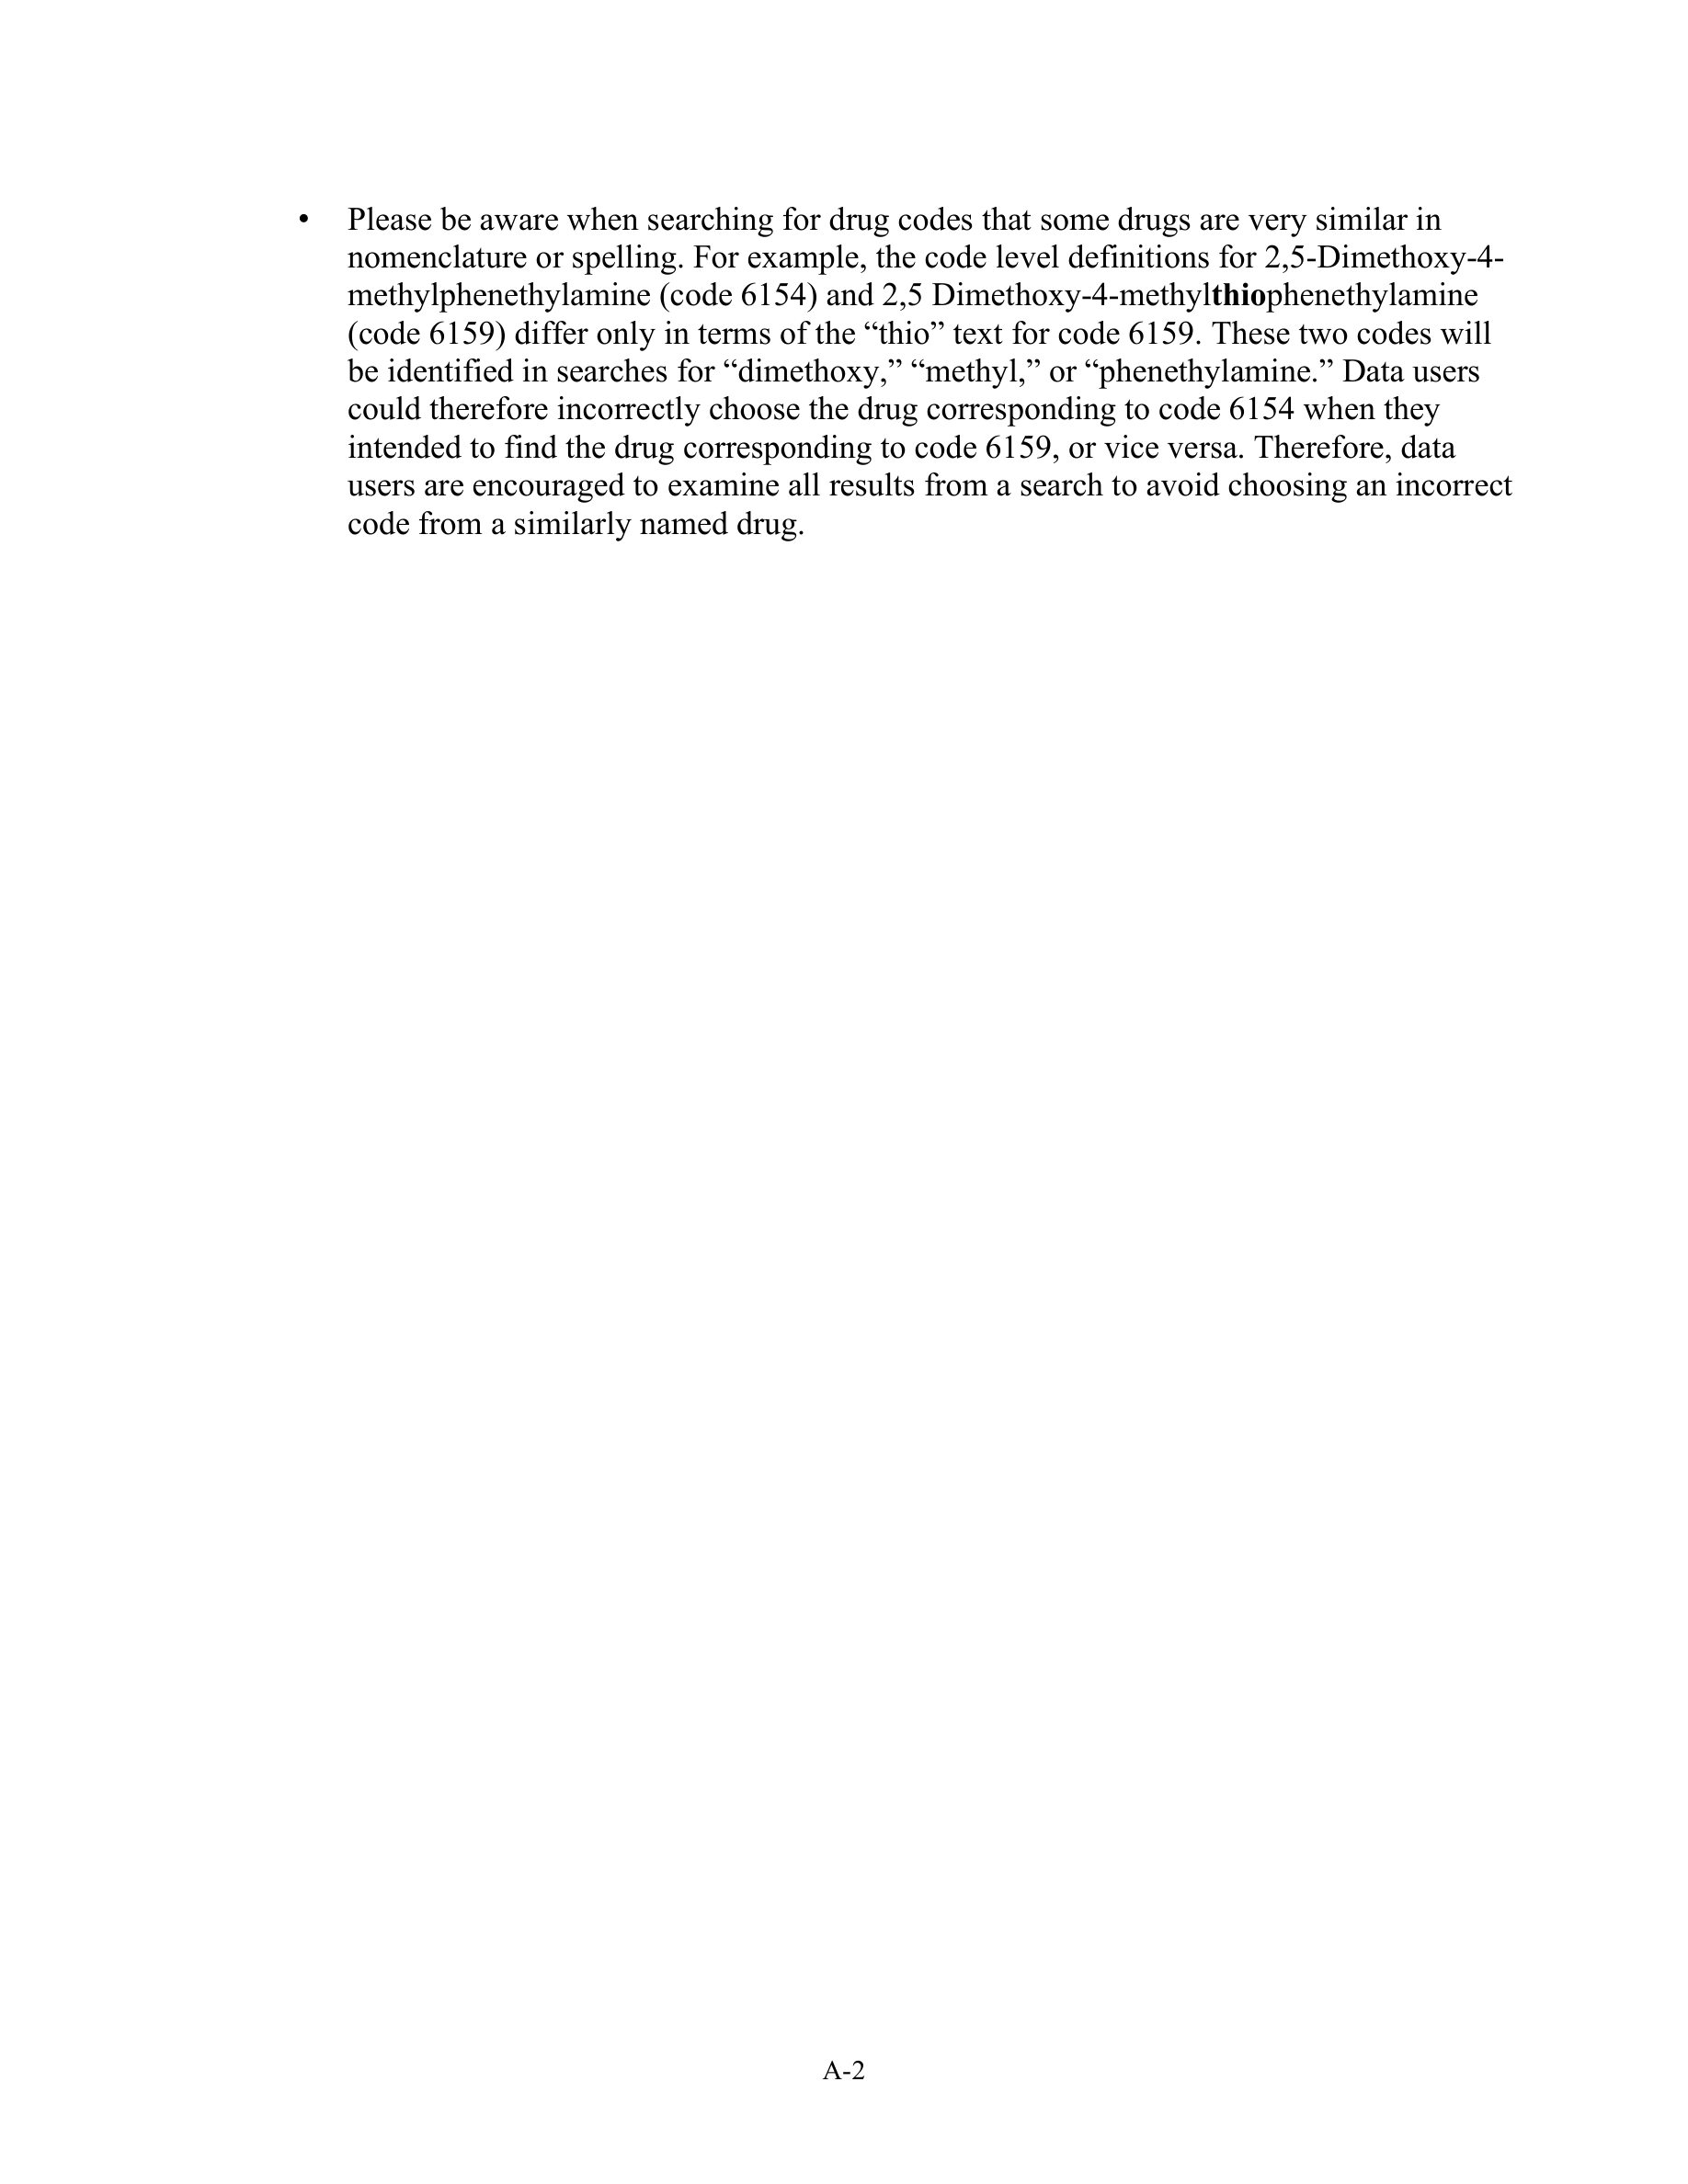 • Please be aware when searching for drug codes that some drugs are very similar in
nomenclature or spelling. For example, the code level definitions for 2,5-Dimethoxy-4-
methylphenethylamine (code 6154) and 2,5 Dimethoxy-4-methylthiophenethylamine
(code 6159) differ only in terms of the “thio” text for code 6159. These two codes will
be identified in searches for “dimethoxy,” “methyl,” or “phenethylamine.” Data users
could therefore incorrectly choose the drug corresponding to code 6154 when they
intended to find the drug corresponding to code 6159, or vice versa. Therefore, data
users are encouraged to examine all results from a search to avoid choosing an incorrect
code from a similarly named drug.
A-2